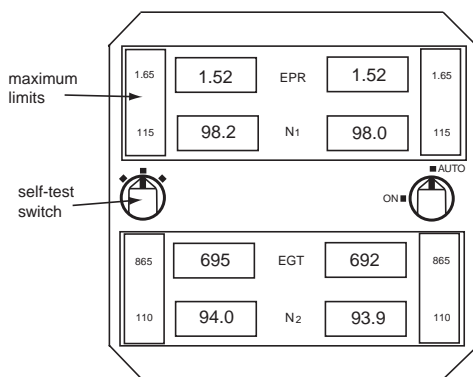 1.65 1.52 EPR 1.52 1.65
maximum
limits
115 98.2 N1 98.0 115
AUTO
self-test
switch
ON
865 695 EGT 692 865
110 94.0 N2 93.9 110